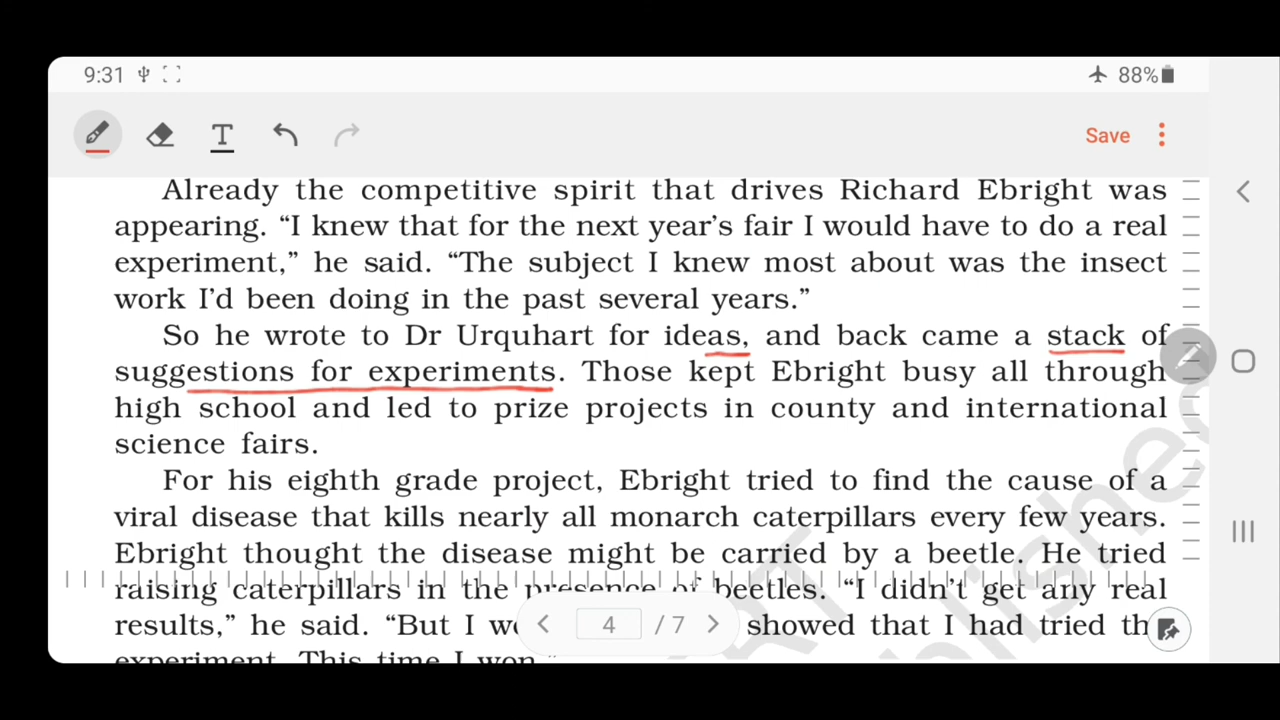 9:31
88%
T
Save
Already the competitive spirit that drives Richard Ebright was
appearing. “I knew that for the next year’s fair I would have to do a real
experiment,” he said. “The subject I knew most about was the insect
work I’d been doing in the past several years.”
So he wrote to Dr Urquhart for ideas, and back came a stack of
suggestions for experiments. Those kept Ebright busy all through
high school and led to prize projects in county and international
science fairs.
For his eighth grade project, Ebright tried to find the cause of a
viral disease that kills nearly all monarch caterpillars every few years.
Ebright thought the disease might be carried by a beetle. He tried
raising caterpillars in the presence of beetles. “I didn’t get any real
results,” he said. “But I showed that I had tried
experiment. This time I won.”
4 / 7